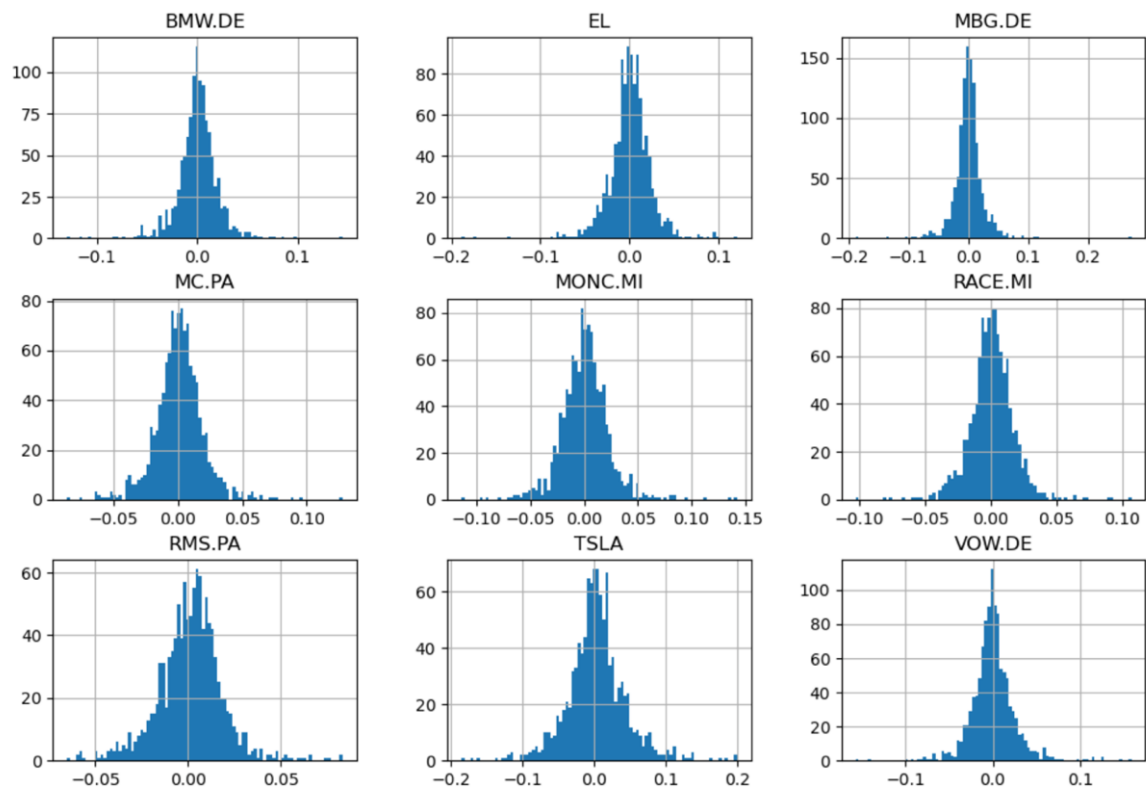 BMW.DE EL MBG.DE
100 80 150
75 60 100
50 40 50
25 20 0
0 0
−0.1 0.0 0.1 −0.2 −0.1 0.0 0.1 −0.2 −0.1 0.0 0.1 0.2
MC.PA MONC.MI RACE.MI
80 80 80
60 60 60
40 40 40
20 20 20
0 0 0
−0.05 0.00 0.05 0.10 −0.10 −0.05 0.00 0.05 0.10 0.15 −0.10 −0.05 0.00 0.05 0.10
RMS.PA TSLA VOW.DE
60 60 100
40 40 80
20 20 60
0 0 40
20
0
−0.05 0.00 0.05 −0.2 −0.1 0.0 0.1 0.2 −0.1 0.0 0.1